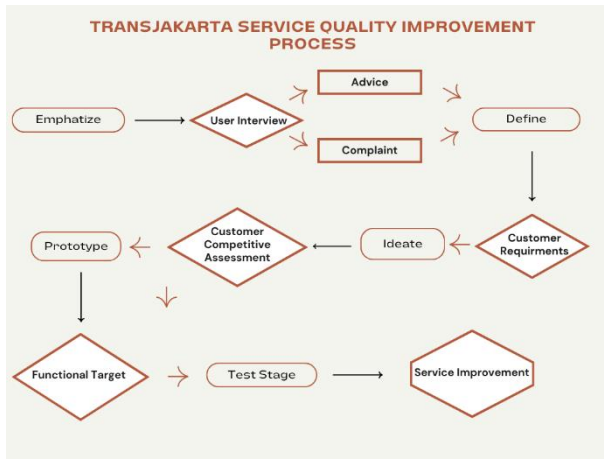 TRANSJAKARTA SERVICE QUALITY IMPROVEMENT
PROCESS
Advice
Emphatize
User Interview
Define
Complaint
Prototype
Customer
Competitive
Assessment
Ideate
Customer
Requirments
Functional Target
Test Stage
Service Improvement